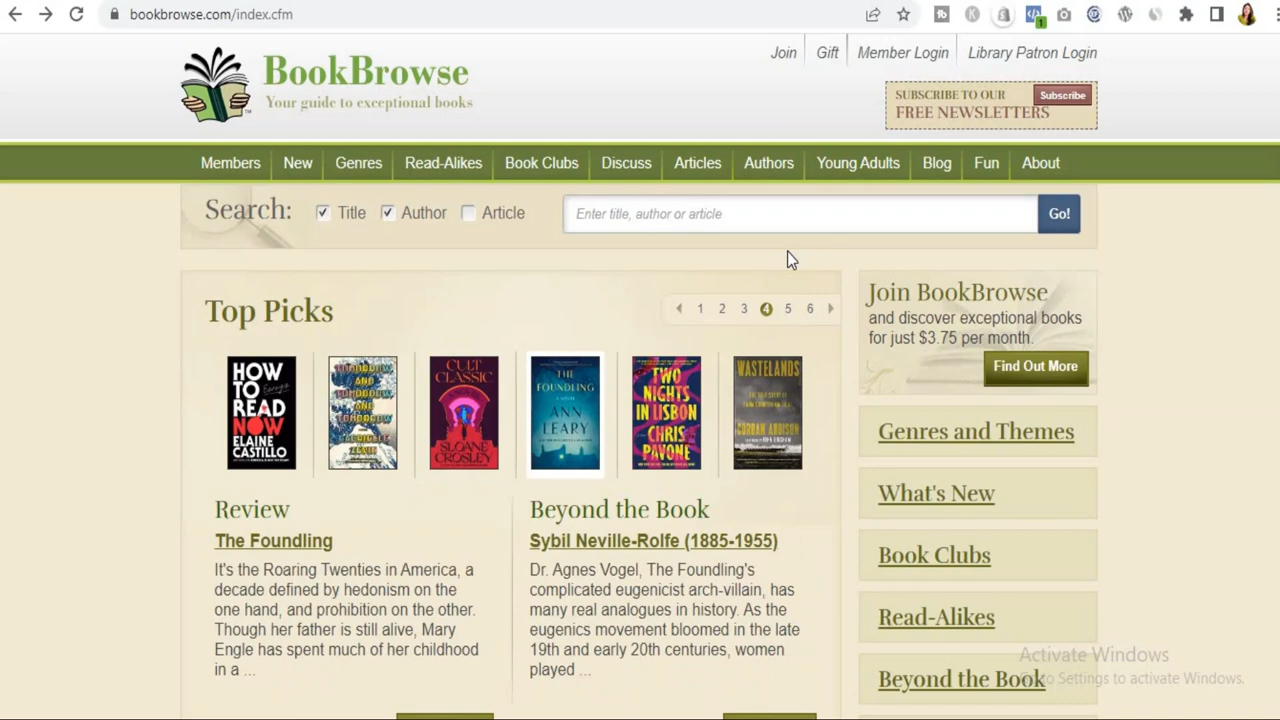 bookbrowse.com/index.cfm
1
Join
Gift
Member Login
Library Patron Login
BookBrowse
Your guide to exceptional books
SUBSCRIBE TO OUR
FREE NEWSLETTERS
Subscribe
Members
New
Genres
Read-Alikes
Book Clubs
Discuss
Articles
Authors
Young Adults
Blog
Fun
About
Search:
Title
Author
Article
Enter title, author or article
Go!
Top Picks
1 2 3 4 5 6
HOW
TO
READ
NOW
ELAINE
CASTILLO
TOMORROW
AND
TOMORROW
AND
TOMORROW
CULT
CLASSIC
SLOANE
CROSLEY
THE
FOUNDLING
A NOVEL
ANN
LEARY
TWO
NIGHTS
IN
LISBON
CHRIS
PAVONE
WASTELANDS
CORBAN ADDISON
Review
The Foundling
It's the Roaring Twenties in America, a
decade defined by hedonism on the
one hand, and prohibition on the other.
Though her father is still alive, Mary
Engle has spent much of her childhood
in a ...
Beyond the Book
Sybil Neville-Rolfe (1885-1955)
Dr. Agnes Vogel, The Foundling's
complicated eugenicist arch-villain, has
many real analogues in history. As the
eugenics movement bloomed in the late
19th and early 20th centuries, women
played ...
Join BookBrowse
and discover exceptional books
for just $3.75 per month.
Find Out More
Genres and Themes
What's New
Book Clubs
Read-Alikes
Beyond the Book
Activate Windows
Go to Settings to activate Windows.